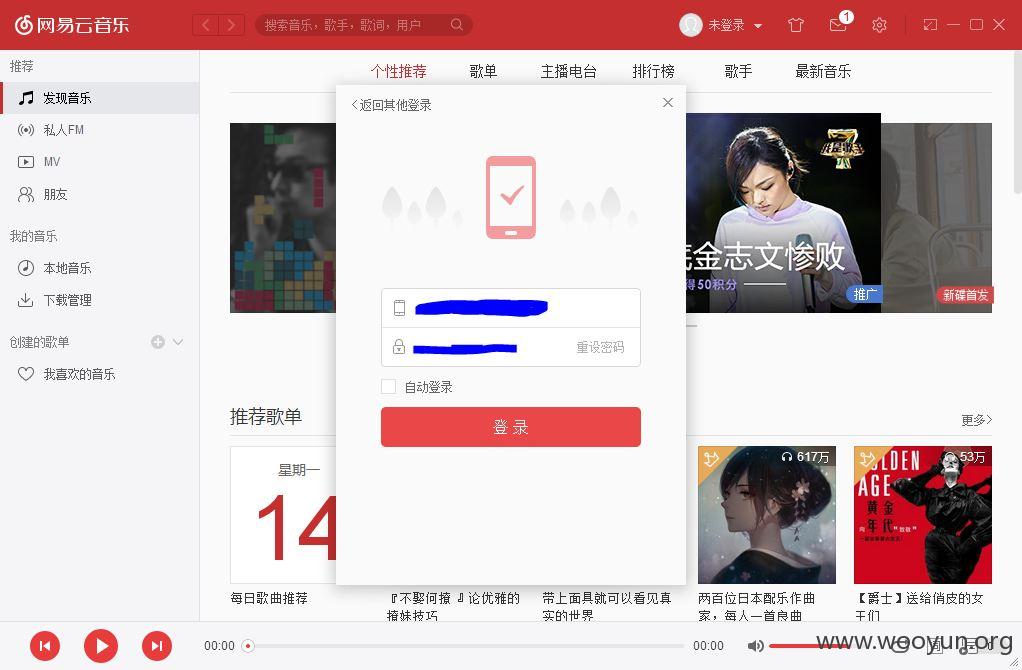 网易云音乐
搜索音乐，歌手，歌词，用户
未登录
1
推荐
发现音乐
私人FM
MV
朋友
我的音乐
本地音乐
下载管理
创建的歌单
我喜欢的音乐
个性推荐
歌单
主播电台
排行榜
歌手
最新音乐
返回其他登录
重设密码
自动登录
登录
我是歌手
金志文惨败
得50积分
推广
新碟首发
推荐歌单
更多
星期一
14
617万
53万
GOLDEN
AGE
黄金
年代
每日歌曲推荐
『不娶何撩 』论优雅的
撩妹技巧
带上面具就可以看见真
实的世界
两百位日本配乐作曲
家，每人一首良曲
【爵士】送给俏皮的女
王们
00:00
00:00
www.wooyun.org